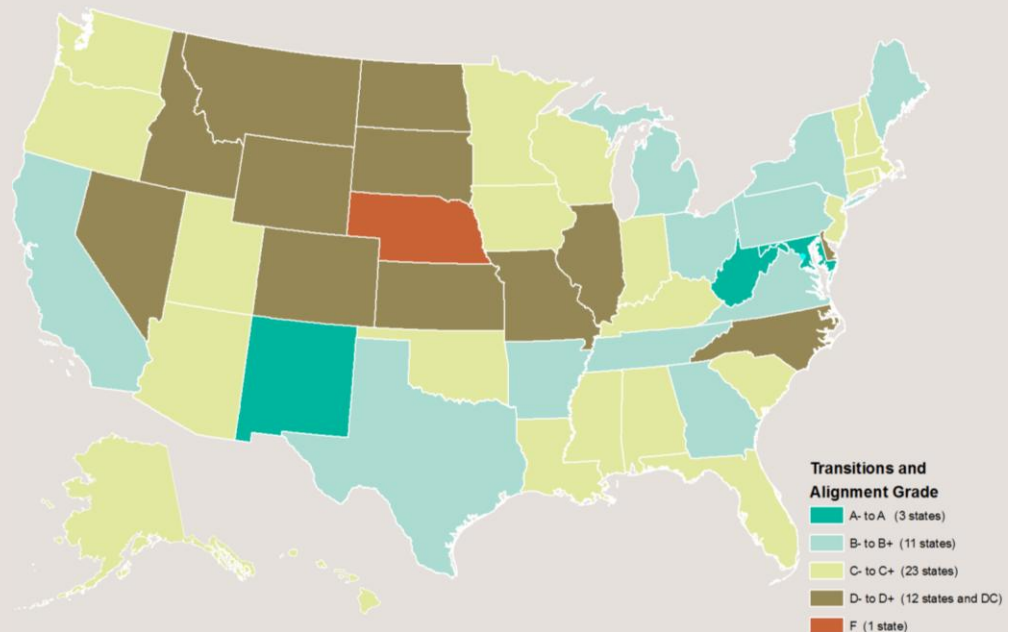 Transitions and
Alignment Grade
A- to A (3 states)
B- to B+ (11 states)
C- to C+ (23 states)
D- to D+ (12 states and DC)
F (1 state)